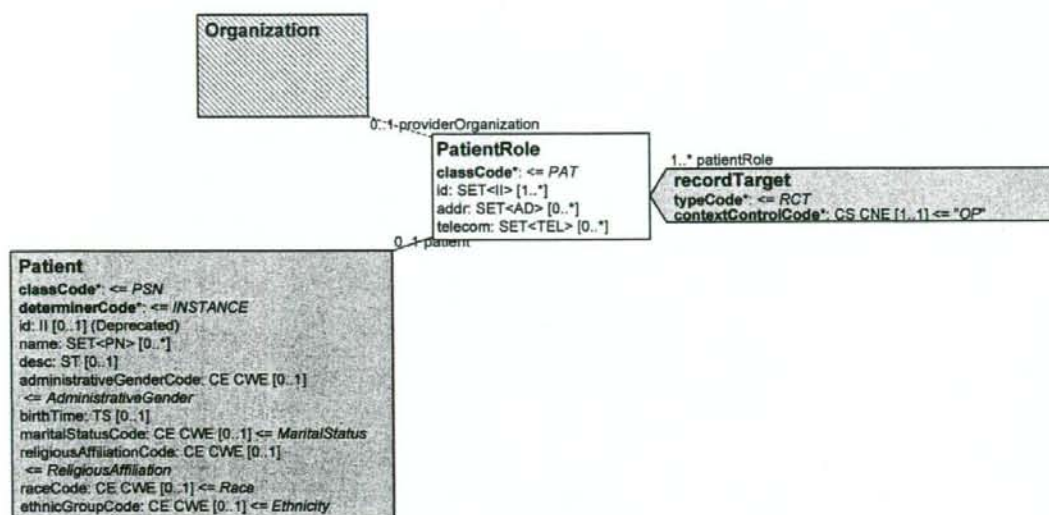 Organization
0..1 providerOrganization
PatientRole
classCode*: <= PAT
id: SET<II> [1..*]
addr: SET<AD> [0..*]
telecom: SET<TEL> [0..*]
1..* patientRole
recordTarget
typeCode*: <= RCT
contextControlCode*: CS CNE [1..1] <= "OP"
0..1 patient
Patient
classCode*: <= PSN
determinerCode*: <= INSTANCE
id: II [0..1] (Deprecated)
name: SET<PN> [0..*]
desc: ST [0..1]
administrativeGenderCode: CE CWE [0..1]
<= AdministrativeGender
birthTime: TS [0..1]
maritalStatusCode: CE CWE [0..1] <= MaritalStatus
religiousAffiliationCode: CE CWE [0..1]
<= ReligiousAffiliation
raceCode: CE CWE [0..1] <= Race
ethnicGroupCode: CE CWE [0..1] <= Ethnicity